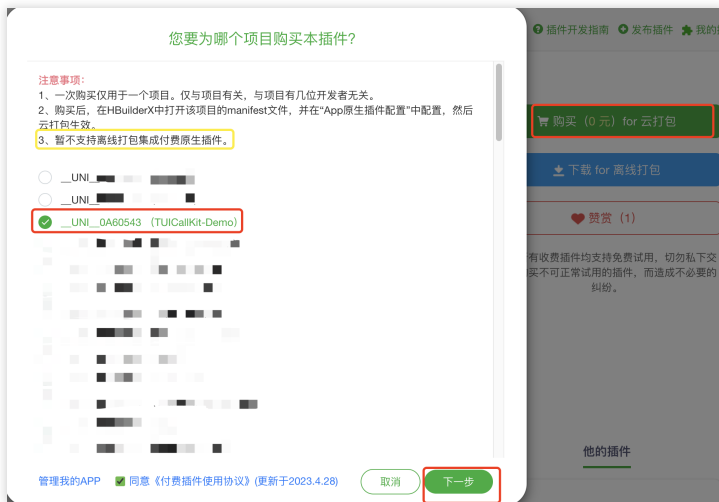 您要为哪个项目购买本插件?
注意事项:
1、一次购买仅用于一个项目。仅与项目有关，与项目有几位开发者无关。
2、购买后，在HBuilderX中打开该项目的manifest文件，并在“App原生插件配置”中配置，然后
云打包生效。
3、暂不支持离线打包集成付费原生插件。
__UNI_
__UNI_
__UNI__0A60543 （TUICallKit-Demo)
管理我的APP 同意《付费插件使用协议》(更新于2023.4.28) 取消 下一步
插件开发指南 发布插件 我的
购买（0 元）for 云打包
下载 for 离线打包
赞赏（1）
有收费插件均支持免费试用，切勿私下交
买不可正常试用的插件，而造成不必要的
纠纷。
他的插件